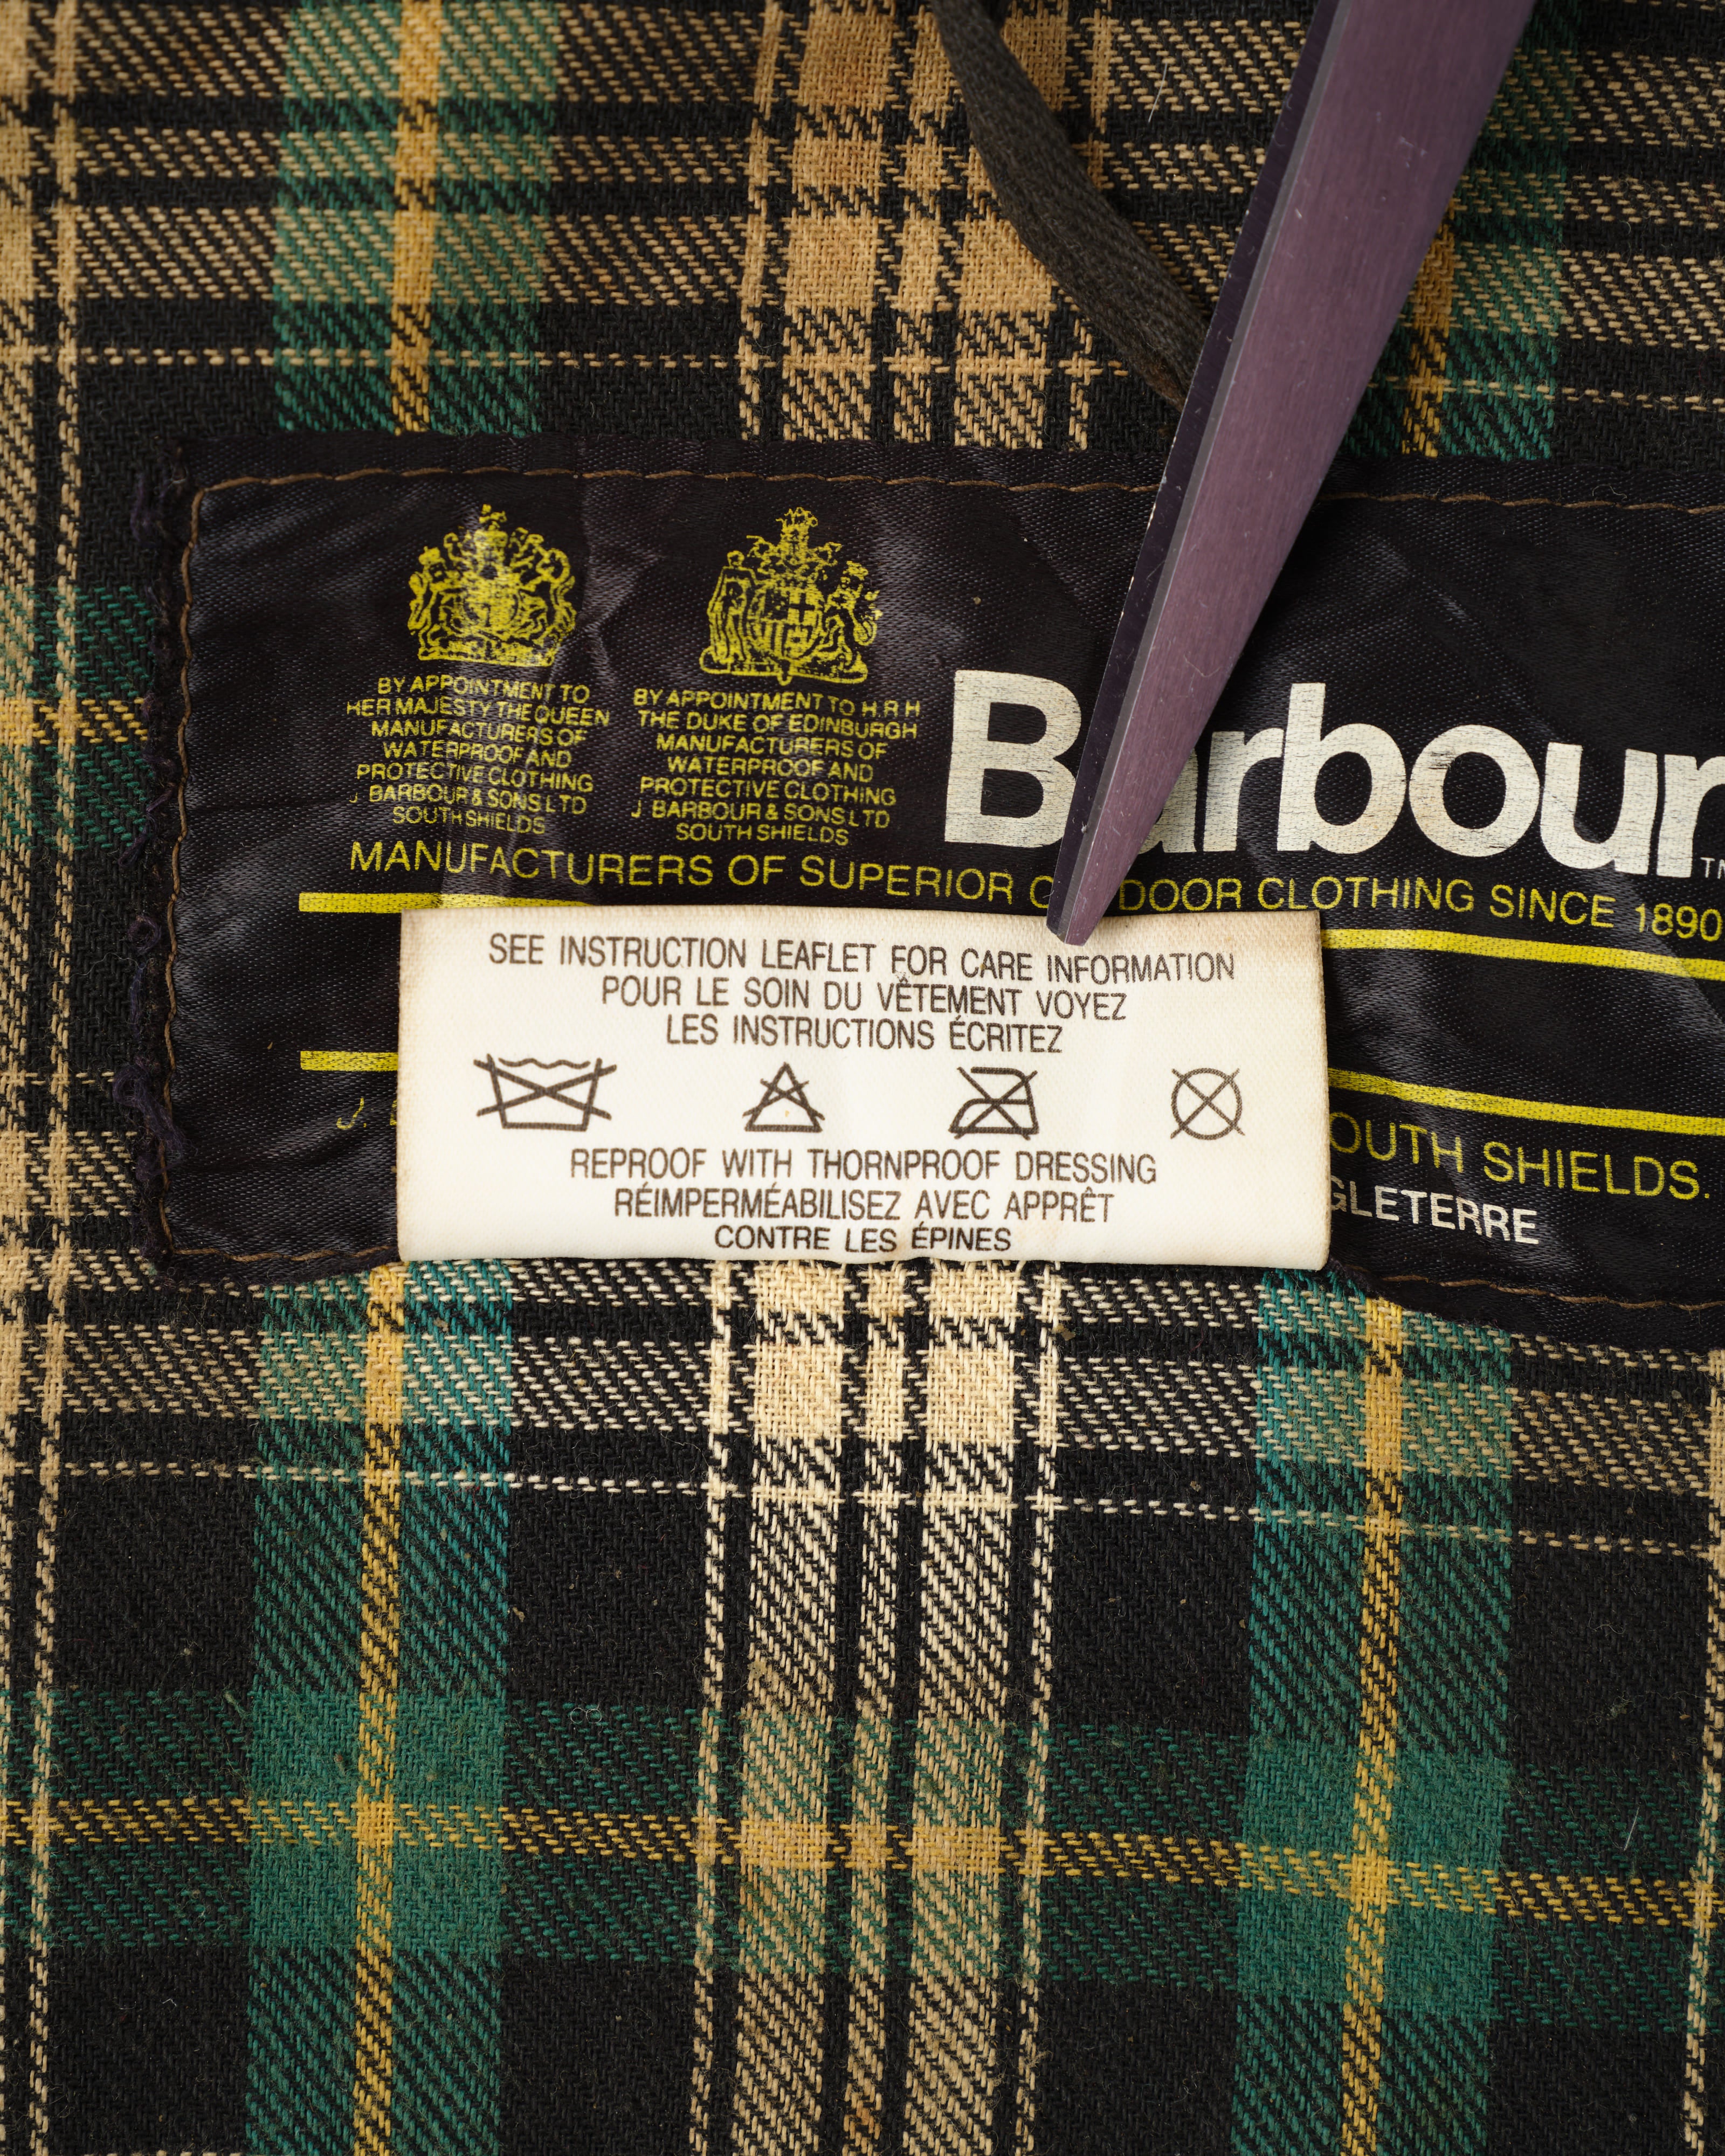 BY APPOINTMENT TO
HER MAJESTY THE QUEEN
MANUFACTURERS OF
WATERPROOF AND
PROTECTIVE CLOTHING
J BARBOUR & SONS LTD
SOUTH SHIELDS
BY APPOINTMENT TO H.R H
THE DUKE OF EDINBURGH
MANUFACTURERS OF
WATERPROOF AND
PROTECTIVE CLOTHING
J BARBOUR & SONS LTD
SOUTH SHIELDS
Barbour
TM
MANUFACTURERS OF SUPERIOR DOOR CLOTHING SINCE 1890
SEE INSTRUCTION LEAFLET FOR CARE INFORMATION
POUR LE SOIN DU VÊTEMENT VOYEZ
LES INSTRUCTIONS ÉCRITEZ
REPROOF WITH THORNPROOF DRESSING
RÉIMPERMÉABILISEZ AVEC APPRÊT
CONTRE LES ÉPINES
J.
OUTH SHIELDS.
GLETERRE